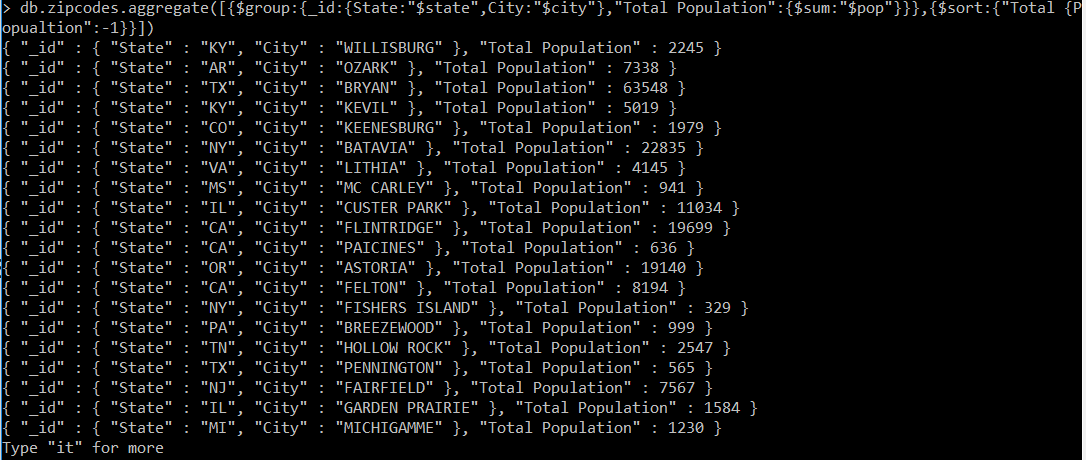 > db.zipcodes.aggregate([{$group:{_id:{State:"$state",City:"$city"},"Total Population":{$sum:"$pop"}}},{$sort:{"Total {P
opualtion":-1}}])
{ "_id" : { "State" : "KY", "City" : "WILLISBURG" }, "Total Population" : 2245 }
{ "_id" : { "State" : "AR", "City" : "OZARK" }, "Total Population" : 7338 }
{ "_id" : { "State" : "TX", "City" : "BRYAN" }, "Total Population" : 63548 }
{ "_id" : { "State" : "KY", "City" : "KEVIL" }, "Total Population" : 5019 }
{ "_id" : { "State" : "CO", "City" : "KEENESBURG" }, "Total Population" : 1979 }
{ "_id" : { "State" : "NY", "City" : "BATAVIA" }, "Total Population" : 22835 }
{ "_id" : { "State" : "VA", "City" : "LITHIA" }, "Total Population" : 4145 }
{ "_id" : { "State" : "MS", "City" : "MC CARLEY" }, "Total Population" : 941 }
{ "_id" : { "State" : "IL", "City" : "CUSTER PARK" }, "Total Population" : 11034 }
{ "_id" : { "State" : "CA", "City" : "FLINTRIDGE" }, "Total Population" : 19699 }
{ "_id" : { "State" : "CA", "City" : "PAICINES" }, "Total Population" : 636 }
{ "_id" : { "State" : "OR", "City" : "ASTORIA" }, "Total Population" : 19140 }
{ "_id" : { "State" : "CA", "City" : "FELTON" }, "Total Population" : 8194 }
{ "_id" : { "State" : "NY", "City" : "FISHERS ISLAND" }, "Total Population" : 329 }
{ "_id" : { "State" : "PA", "City" : "BREEZEWOOD" }, "Total Population" : 999 }
{ "_id" : { "State" : "TN", "City" : "HOLLOW ROCK" }, "Total Population" : 2547 }
{ "_id" : { "State" : "TX", "City" : "PENNINGTON" }, "Total Population" : 565 }
{ "_id" : { "State" : "NJ", "City" : "FAIRFIELD" }, "Total Population" : 7567 }
{ "_id" : { "State" : "IL", "City" : "GARDEN PRAIRIE" }, "Total Population" : 1584 }
{ "_id" : { "State" : "MI", "City" : "MICHIGAMME" }, "Total Population" : 1230 }
Type "it" for more